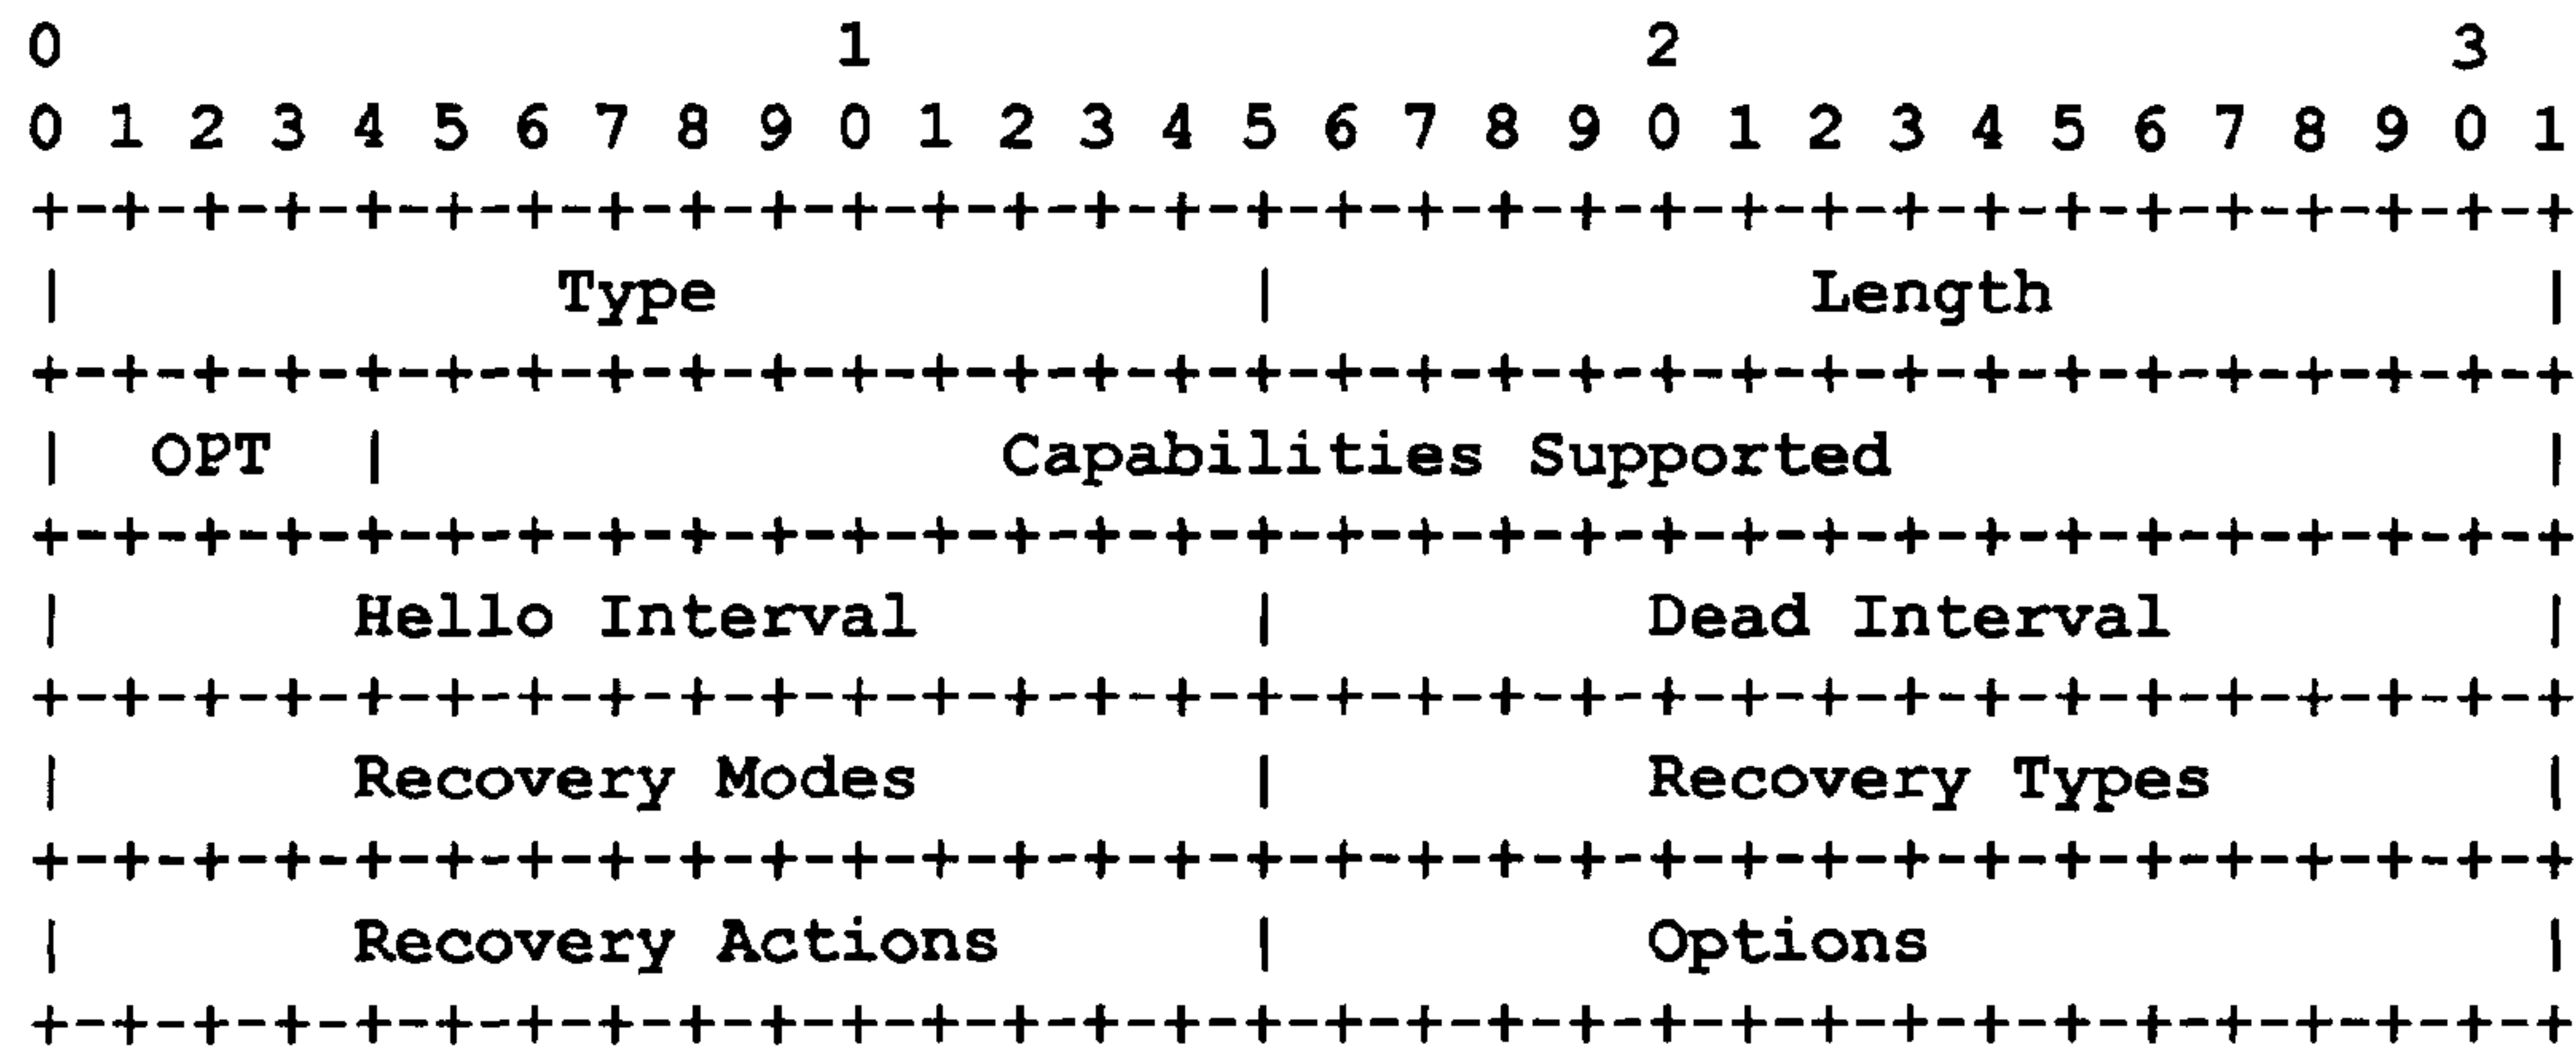 0                   1                   2                   3
0 1 2 3 4 5 6 7 8 9 0 1 2 3 4 5 6 7 8 9 0 1 2 3 4 5 6 7 8 9 0 1
+-+-+-+-+-+-+-+-+-+-+-+-+-+-+-+-+-+-+-+-+-+-+-+-+-+-+-+-+-+-+-+
|            Type             |             Length            |
+-+-+-+-+-+-+-+-+-+-+-+-+-+-+-+-+-+-+-+-+-+-+-+-+-+-+-+-+-+-+-+
|  OPT  |               Capabilities Supported                |
+-+-+-+-+-+-+-+-+-+-+-+-+-+-+-+-+-+-+-+-+-+-+-+-+-+-+-+-+-+-+-+
|       Hello Interval        |         Dead Interval         |
+-+-+-+-+-+-+-+-+-+-+-+-+-+-+-+-+-+-+-+-+-+-+-+-+-+-+-+-+-+-+-+
|       Recovery Modes        |         Recovery Types        |
+-+-+-+-+-+-+-+-+-+-+-+-+-+-+-+-+-+-+-+-+-+-+-+-+-+-+-+-+-+-+-+
|       Recovery Actions      |         Options               |
+-+-+-+-+-+-+-+-+-+-+-+-+-+-+-+-+-+-+-+-+-+-+-+-+-+-+-+-+-+-+-+